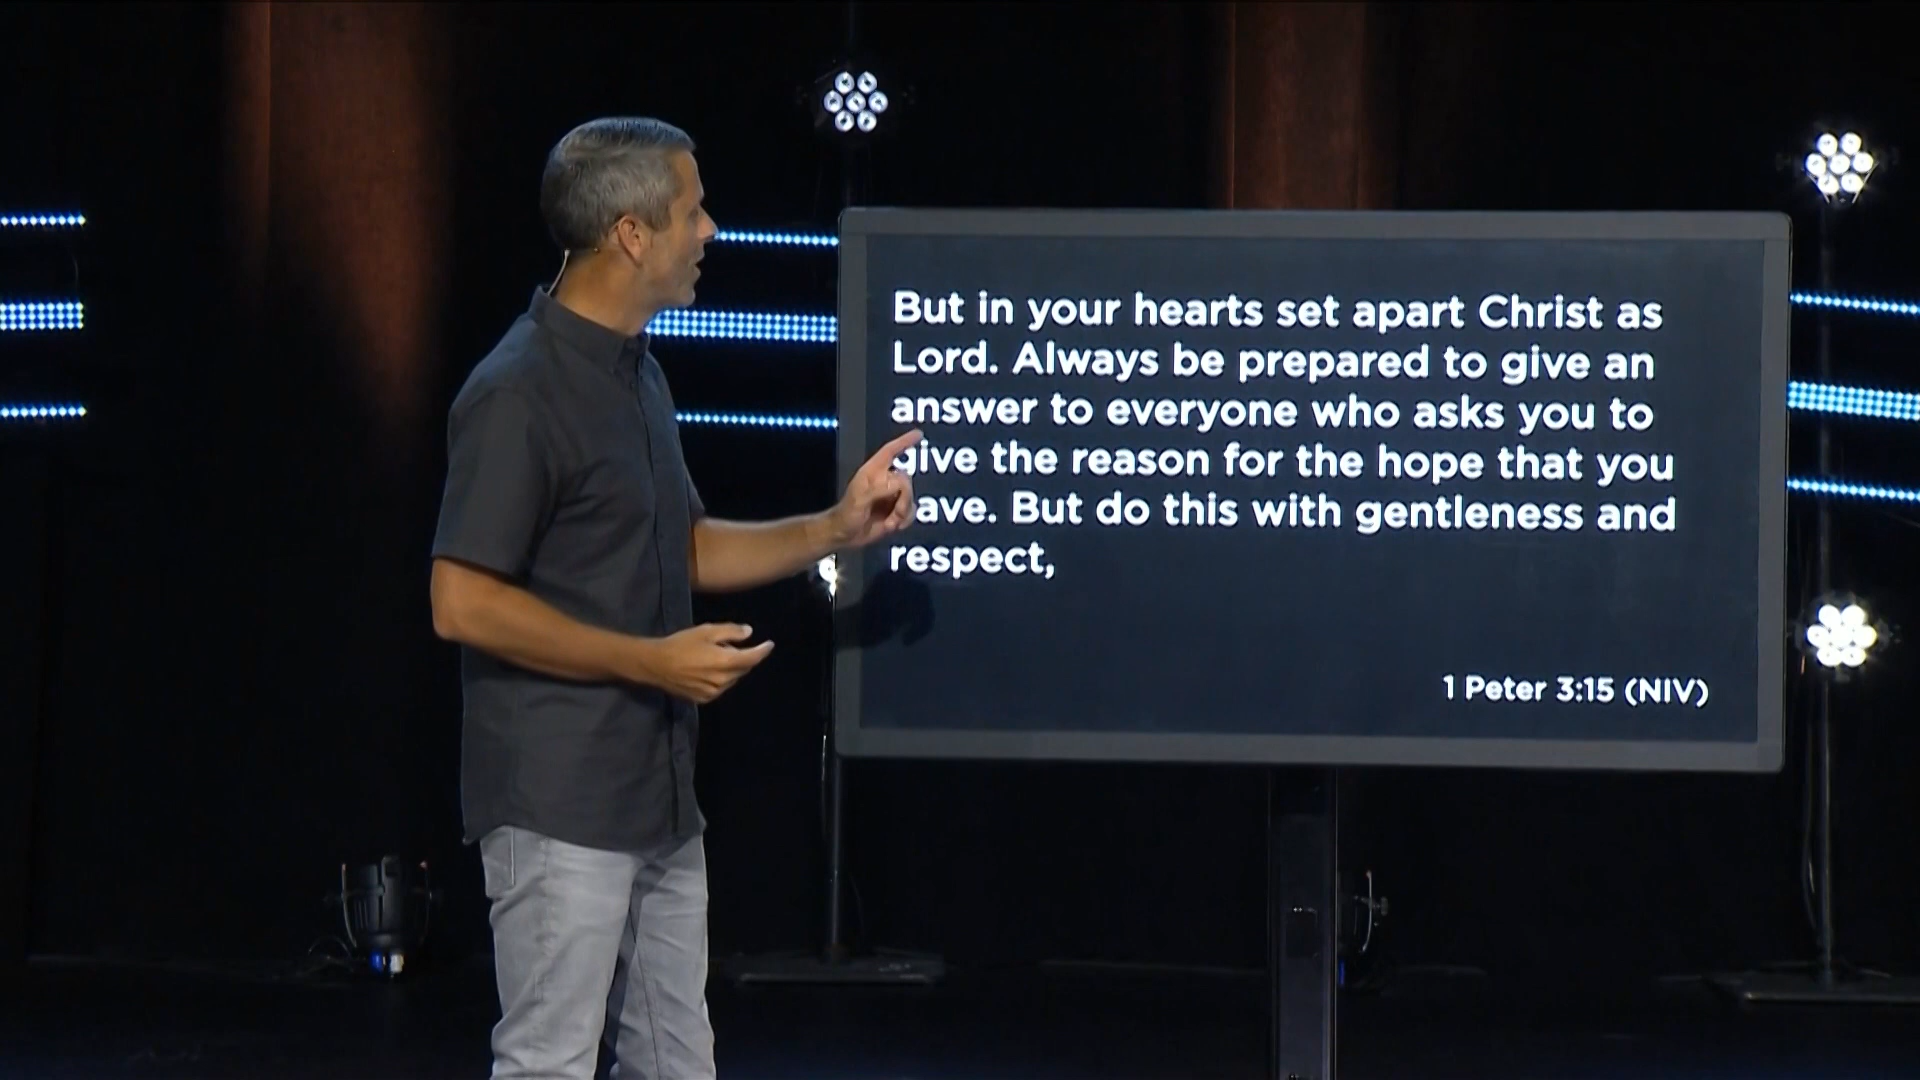 But in your hearts set apart Christ as
Lord. Always be prepared to give an
answer to everyone who asks you to
give the reason for the hope that you
have. But do this with gentleness and
respect,
1 Peter 3:15 (NIV)